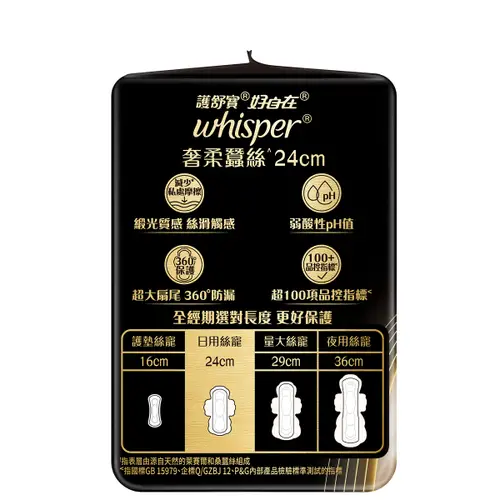 護舒寶® 好自在®
whisper®
奢柔蠶絲^24cm
減少+
私處摩擦
pH
緞光質感 絲滑觸感
弱酸性pH值
360°
保護
100+
品控指標<
超大扇尾 360°防漏
超100項品控指標<
全經期選對長度 更好保護
護墊絲寵 日用絲寵 量大絲寵 夜用絲寵
16cm 24cm 29cm 36cm
^指表層由源自天然的萊賽爾和桑蠶絲組成
<指國標GB 15979、企標Q/GZBJ 12、P&G內部產品檢驗標準測試的指標